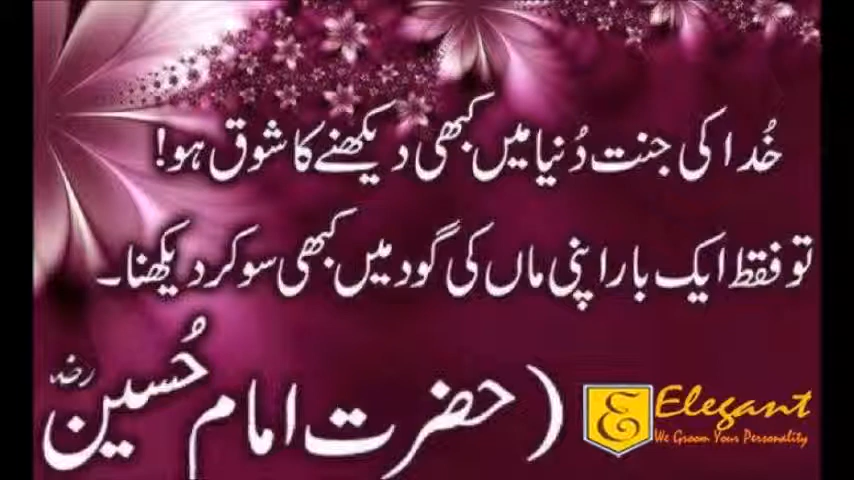 خُدا کی جنت دُنیا میں کبھی دیکھنے کا شوق ہو!
تو فقط ایک بار اپنی ماں کی گود میں کبھی سو کر دیکھنا۔
(حضرت امام حُسین رضہ
Elegant
We Groom Your Personality